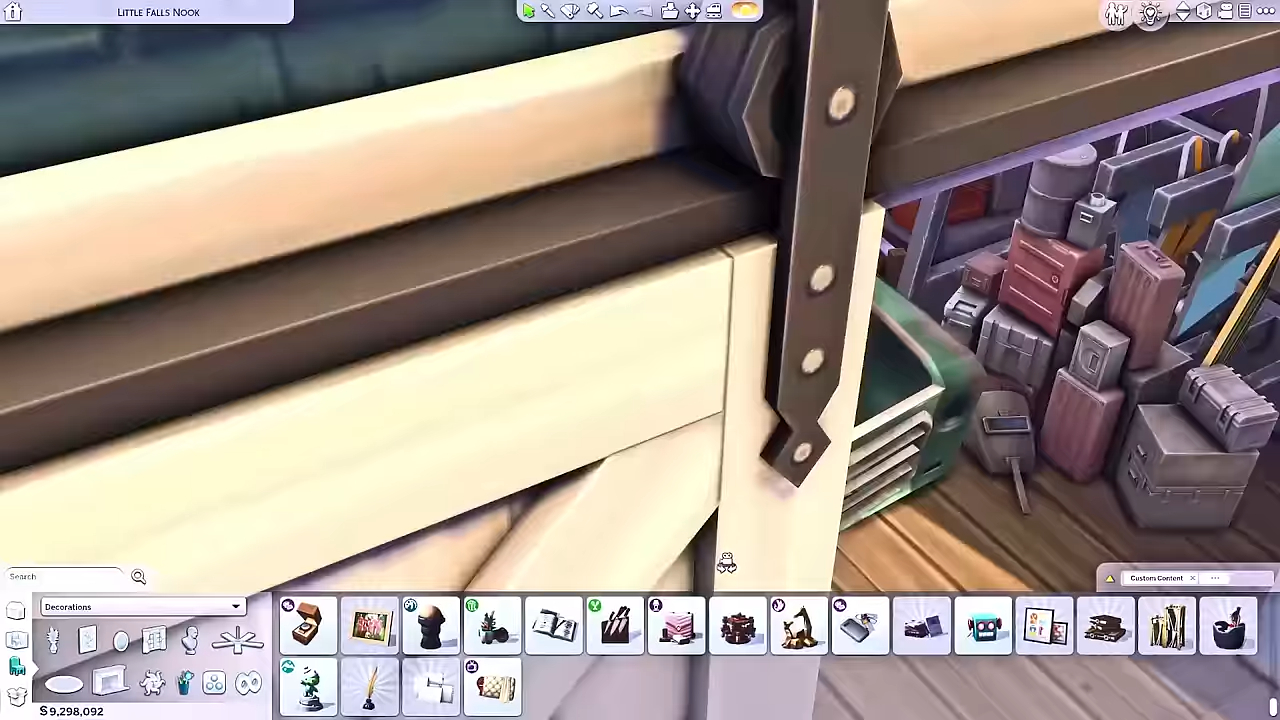 Little Falls Nook
Search
Custom Content
Decorations
$9,298,092